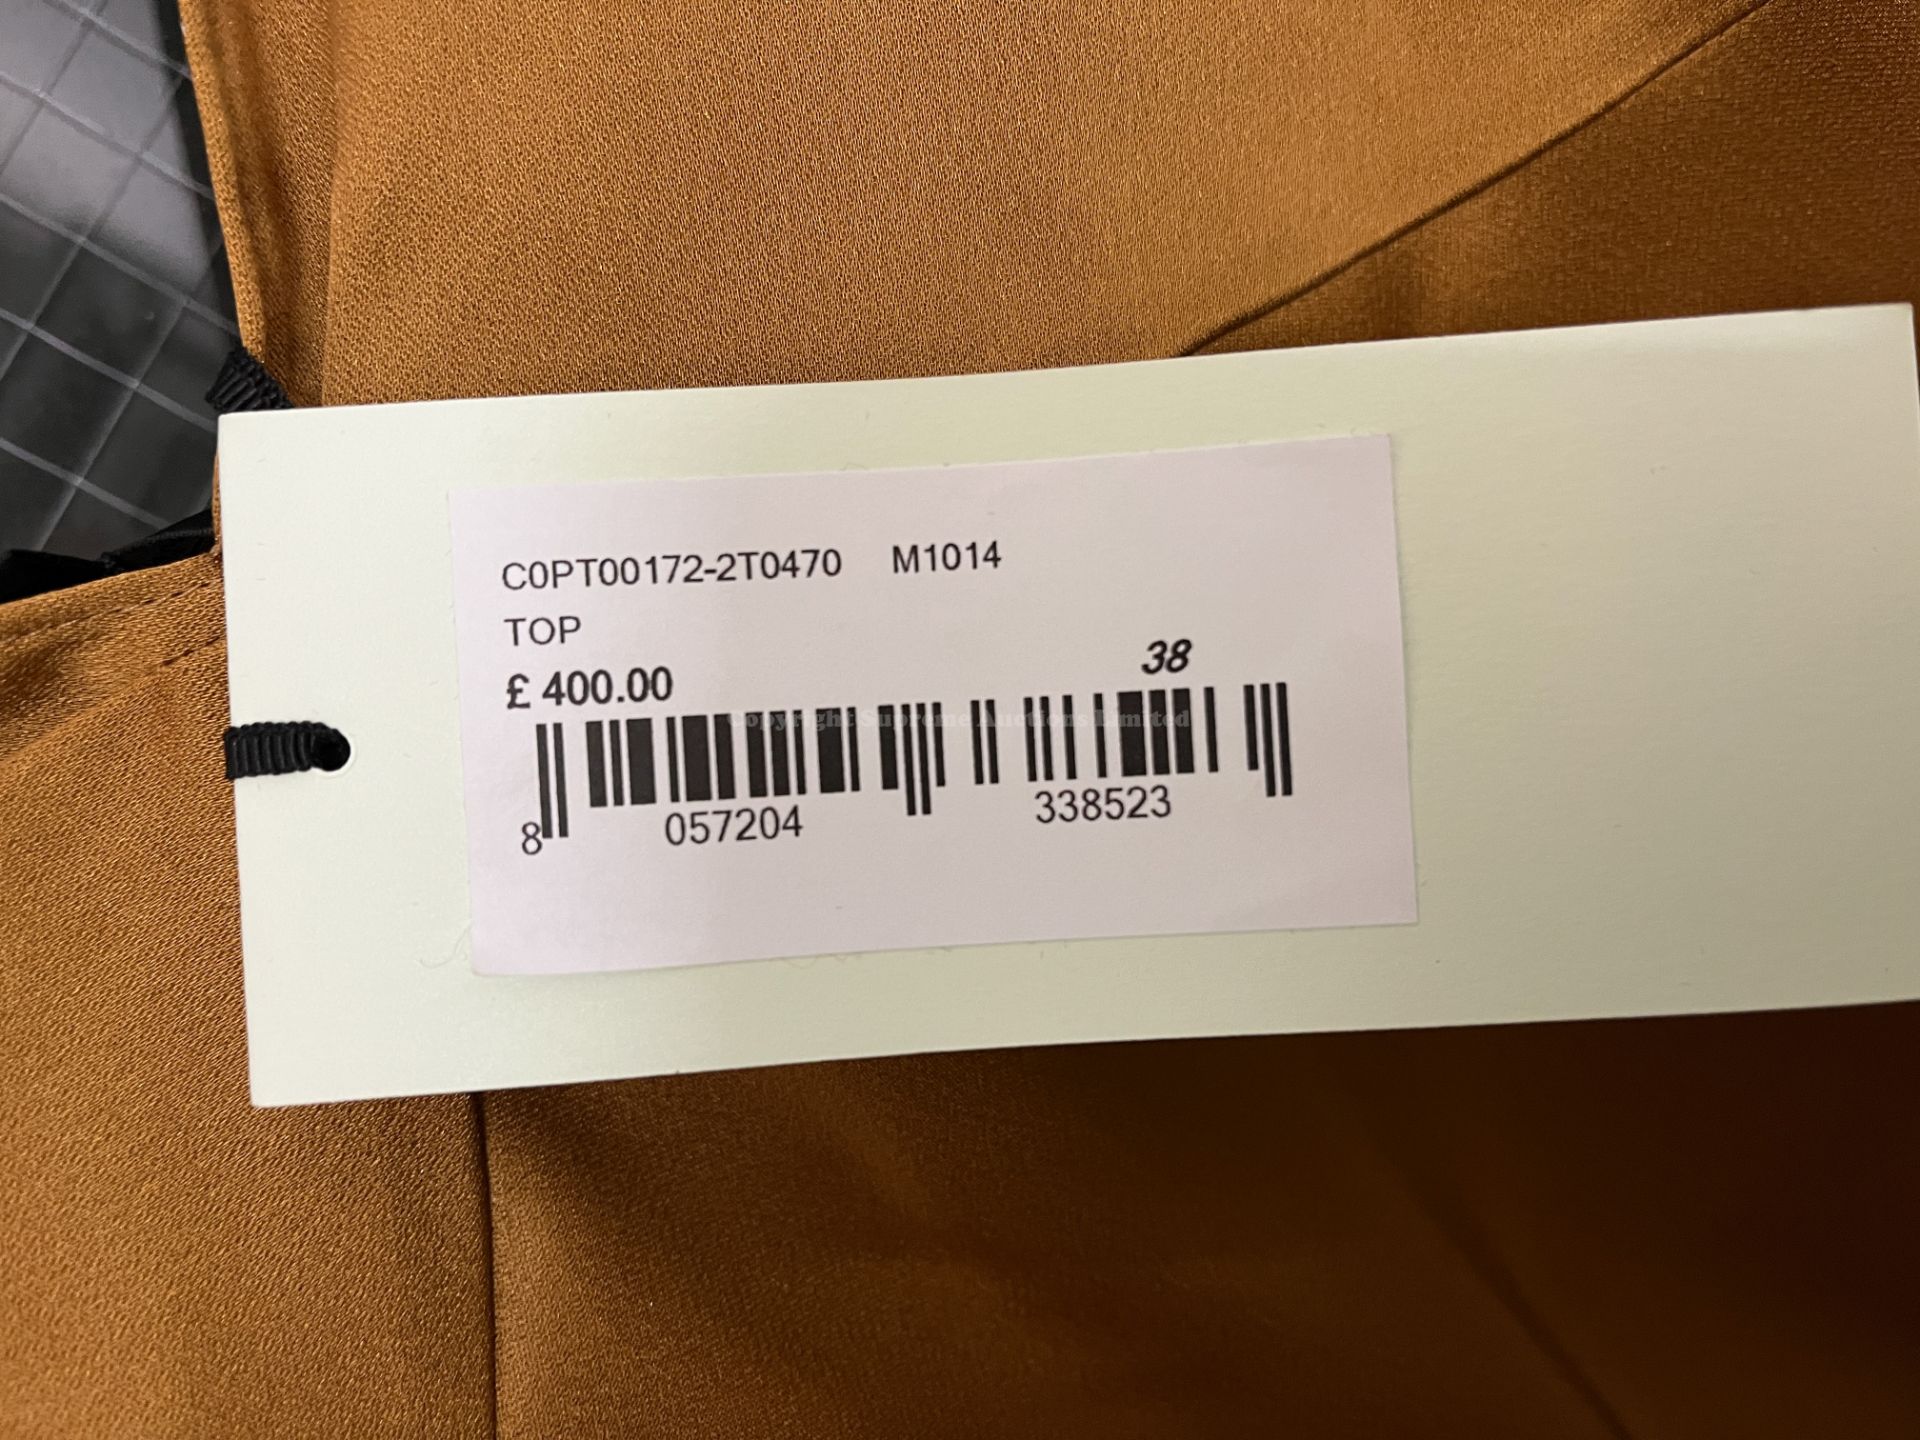 C0PT00172-2T0470 M1014
TOP
£ 400.00
38
Copyright Supreme Auctions Limited
8 057204 338523